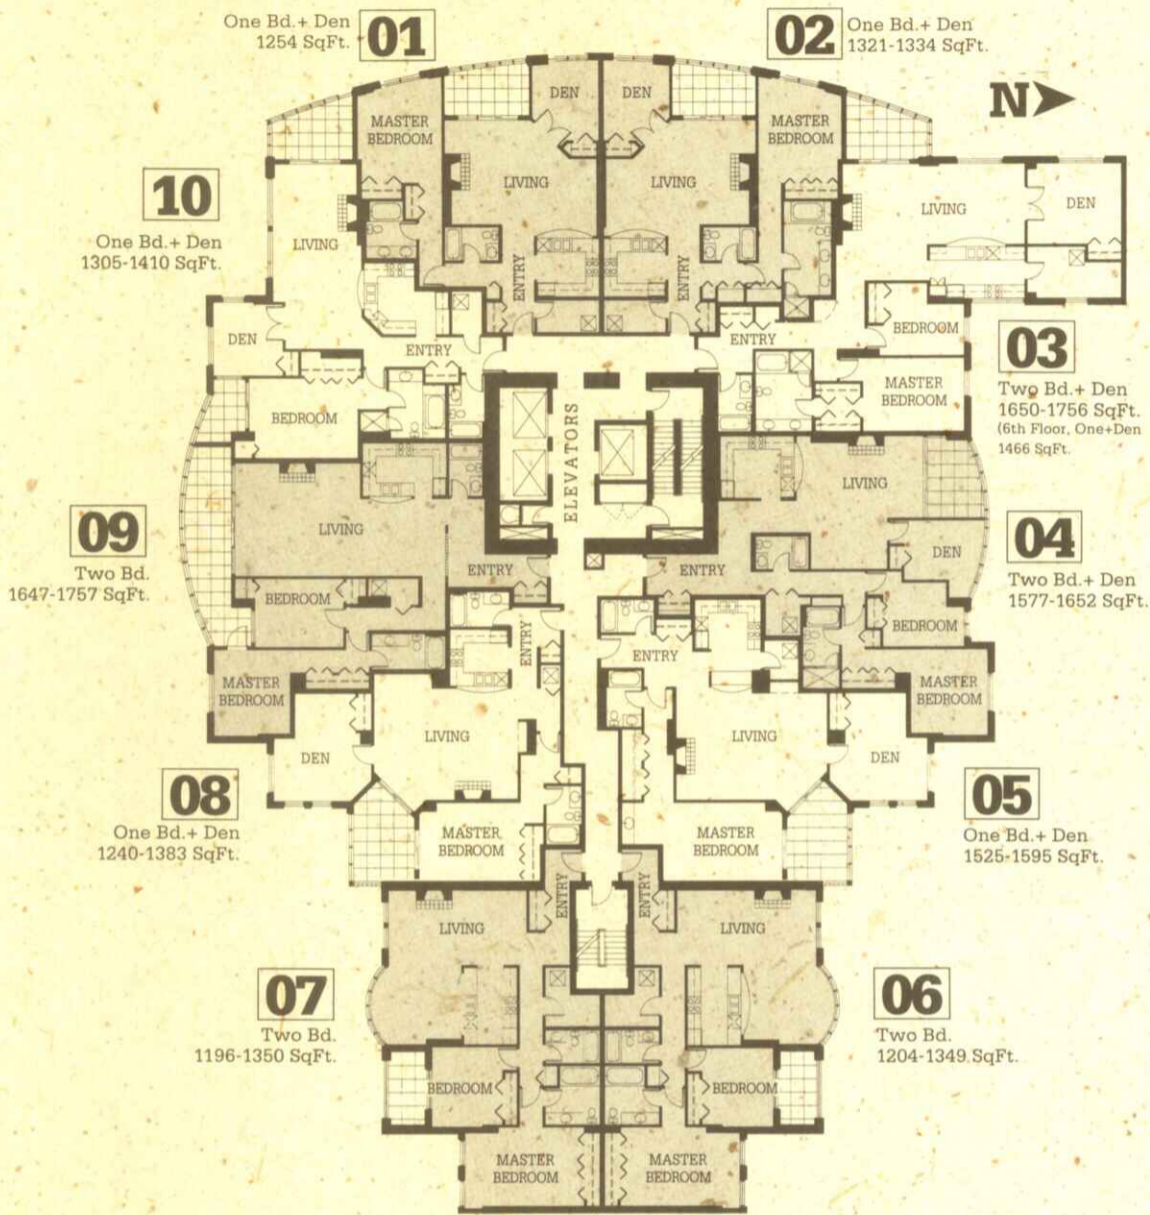 One Bd.+ Den
1254 SqFt.
01
02
One Bd.+ Den
1321-1334 SqFt.
N
DEN
DEN
MASTER
BEDROOM
MASTER
BEDROOM
LIVING
LIVING
ENTRY
ENTRY
10
One Bd.+ Den
1305-1410 SqFt.
LIVING
DEN
ENTRY
BEDROOM
LIVING
DEN
ENTRY
BEDROOM
MASTER
BEDROOM
03
Two Bd.+ Den
1650-1756 SqFt.
(6th Floor, One+Den
1466 SqFt.
ELEVATORS
09
Two Bd.
1647-1757 SqFt.
LIVING
ENTRY
BEDROOM
MASTER
BEDROOM
LIVING
DEN
ENTRY
BEDROOM
MASTER
BEDROOM
04
Two Bd.+ Den
1577-1652 SqFt.
ENTRY
LIVING
DEN
MASTER
BEDROOM
08
One Bd.+ Den
1240-1383 SqFt.
ENTRY
LIVING
DEN
MASTER
BEDROOM
05
One Bd.+ Den
1525-1595 SqFt.
ENTRY
LIVING
BEDROOM
MASTER
BEDROOM
07
Two Bd.
1196-1350 SqFt.
ENTRY
LIVING
BEDROOM
MASTER
BEDROOM
06
Two Bd.
1204-1349 SqFt.